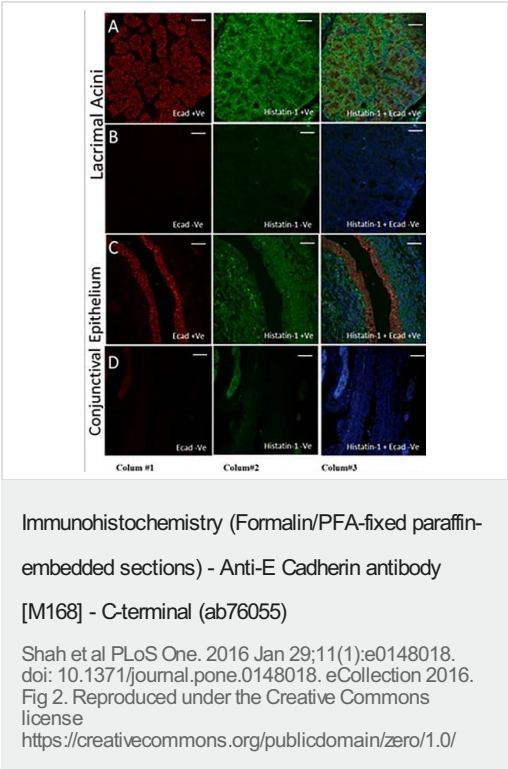 Lacrimal Acini
A
Ecad +Ve
Histatin-1 +Ve
Histatin-1 + Ecad +Ve
B
Ecad -Ve
Histatin-1 -Ve
Histatin-1 + Ecad -Ve
Conjunctival Epithelium
C
Ecad +Ve
Histatin-1 +Ve
Histatin-1 + Ecad +Ve
D
Ecad -Ve
Histatin-1 -Ve
Histatin-1 + Ecad -Ve
Colum #1 Colum#2 Colum#3
Immunohistochemistry (Formalin/PFA-fixed paraffin-
embedded sections) - Anti-E Cadherin antibody
[M168] - C-terminal (ab76055)
Shah et al PLoS One. 2016 Jan 29;11(1):e0148018.
doi: 10.1371/journal.pone.0148018. eCollection 2016.
Fig 2. Reproduced under the Creative Commons
license
https://creativecommons.org/publicdomain/zero/1.0/